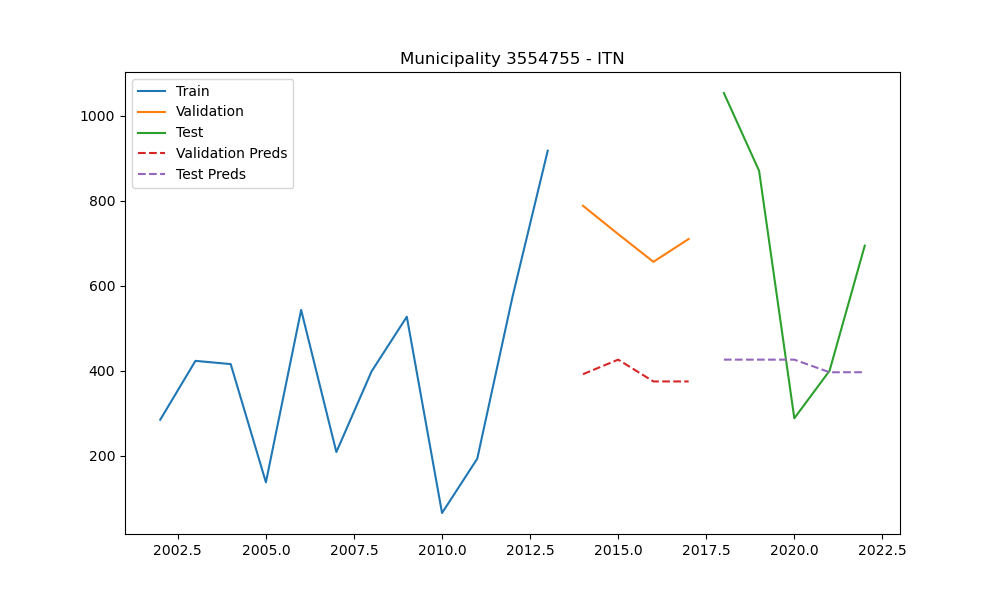 Municipality 3554755 - ITN
Train
Validation
Test
Validation Preds
Test Preds
1000
800
600
400
200
2002.5 2005.0 2007.5 2010.0 2012.5 2015.0 2017.5 2020.0 2022.5